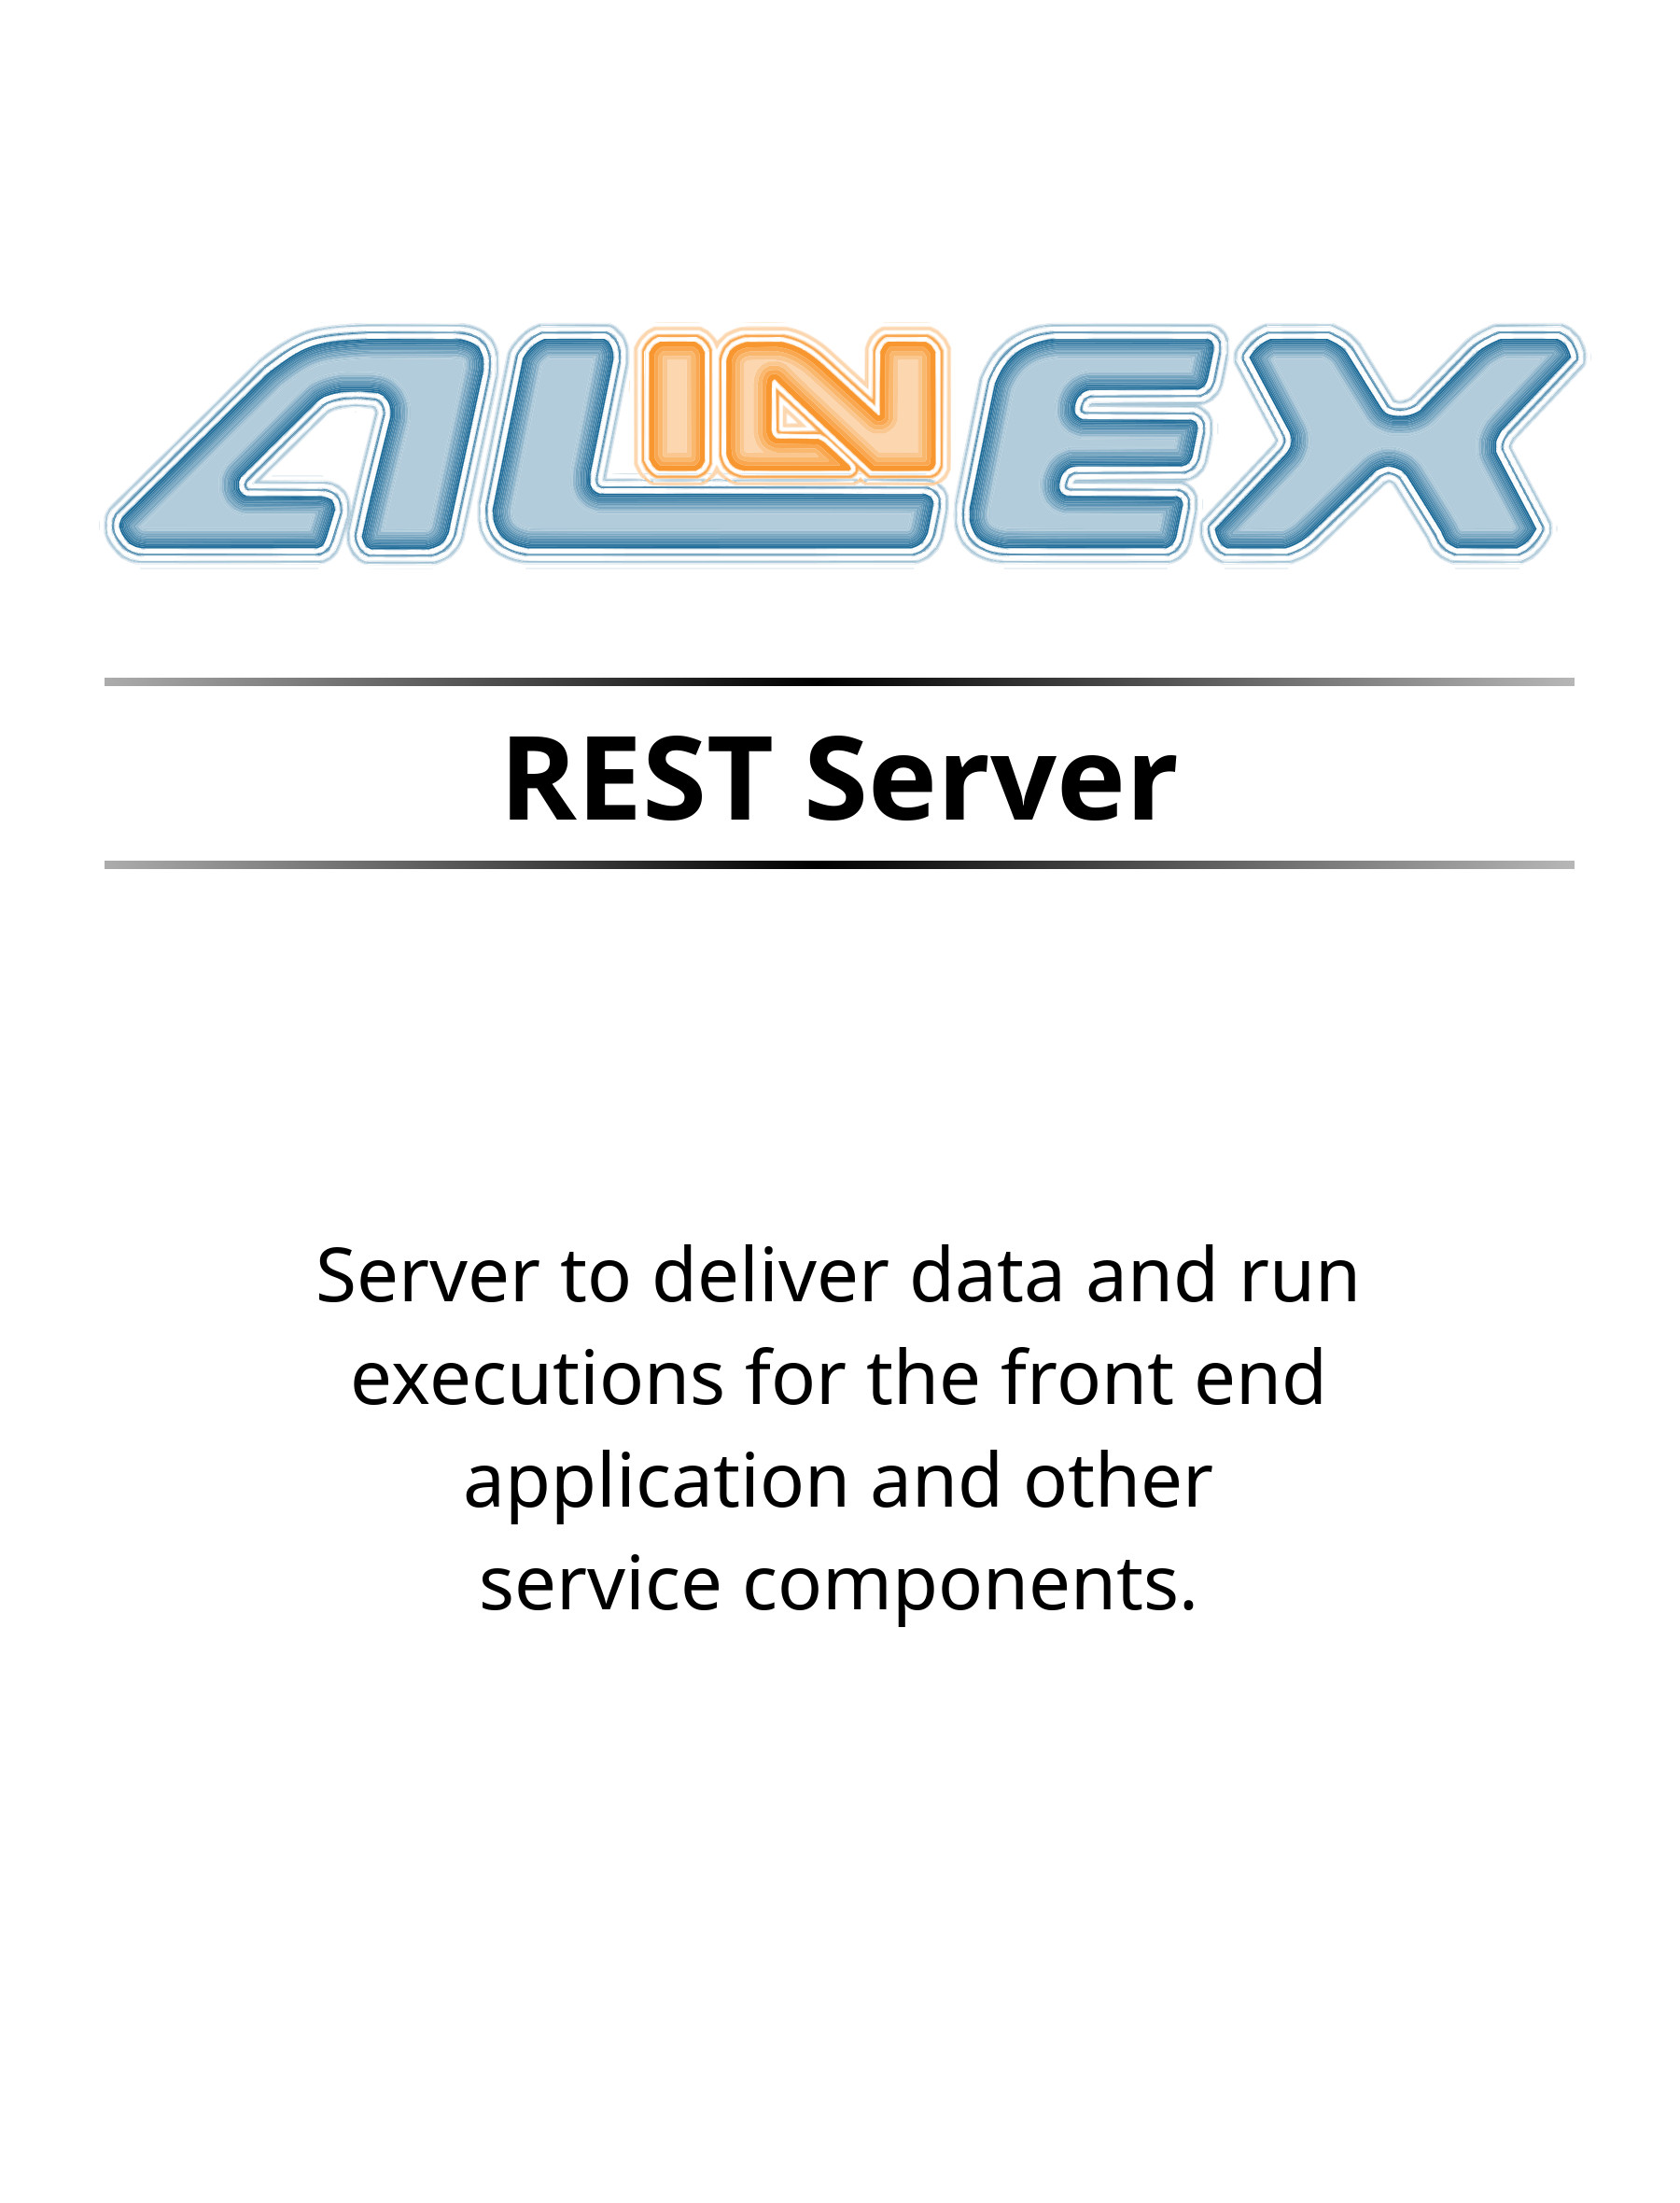 ALINEX
REST Server
Server to deliver data and run
executions for the front end
application and other
service components.